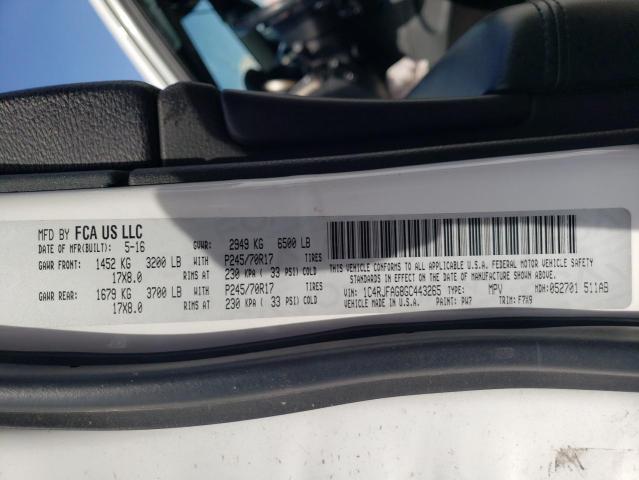 MFD BY FCA US LLC
DATE OF MFR(BUILT): 5-16 GVWR: 2949 KG 6500 LB
GAWR FRONT: 1452 KG 3200 LB WITH P245/70R17 TIRES
17X8.0 RIMS AT 230 KPA ( 33 PSI) COLD
GAWR REAR: 1679 KG 3700 LB WITH P245/70R17 TIRES
17X8.0 RIMS AT 230 KPA ( 33 PSI) COLD
THIS VEHICLE CONFORMS TO ALL APPLICABLE U.S.A. FEDERAL MOTOR VEHICLE SAFETY
STANDARDS IN EFFECT ON THE DATE OF MANUFACTURE SHOWN ABOVE.
VIN: 1C4RJFAG8GC443265 TYPE: MPV MDH:052701 511AB
VEHICLE MADE IN U.S.A. PAINT: PW7 TRIM: F7X9